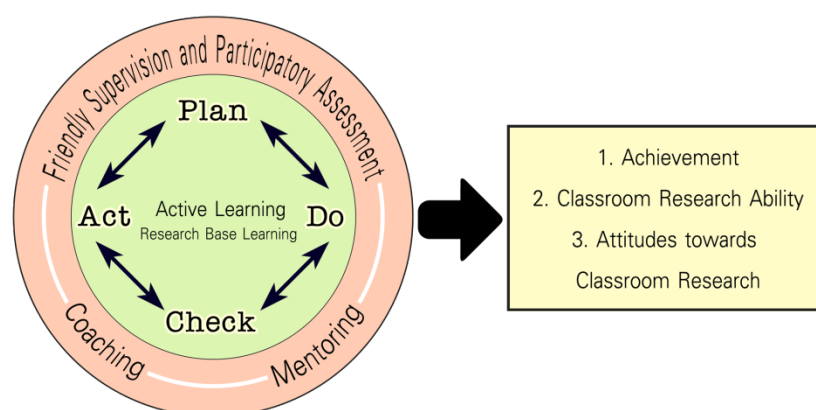 Friendly Supervision and Participatory Assessment
Plan
Act
Active Learning
Research Base Learning
Do
Check
Coaching
Mentoring
1. Achievement
2. Classroom Research Ability
3. Attitudes towards
Classroom Research